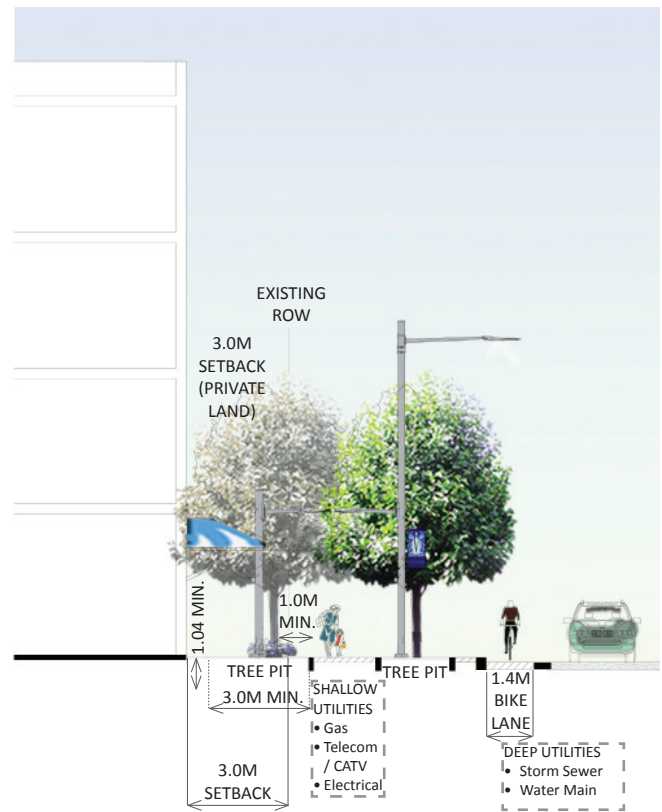 EXISTING
ROW
3.0M
SETBACK
(PRIVATE
LAND)
1.04 MIN.
1.0M
MIN.
TREE PIT
TREE PIT
3.0M MIN.
SHALLOW
UTILITIES
• Gas
• Telecom
/ CATV
• Electrical
1.4M
BIKE
LANE
3.0M
SETBACK
DEEP UTILITIES
• Storm Sewer
• Water Main